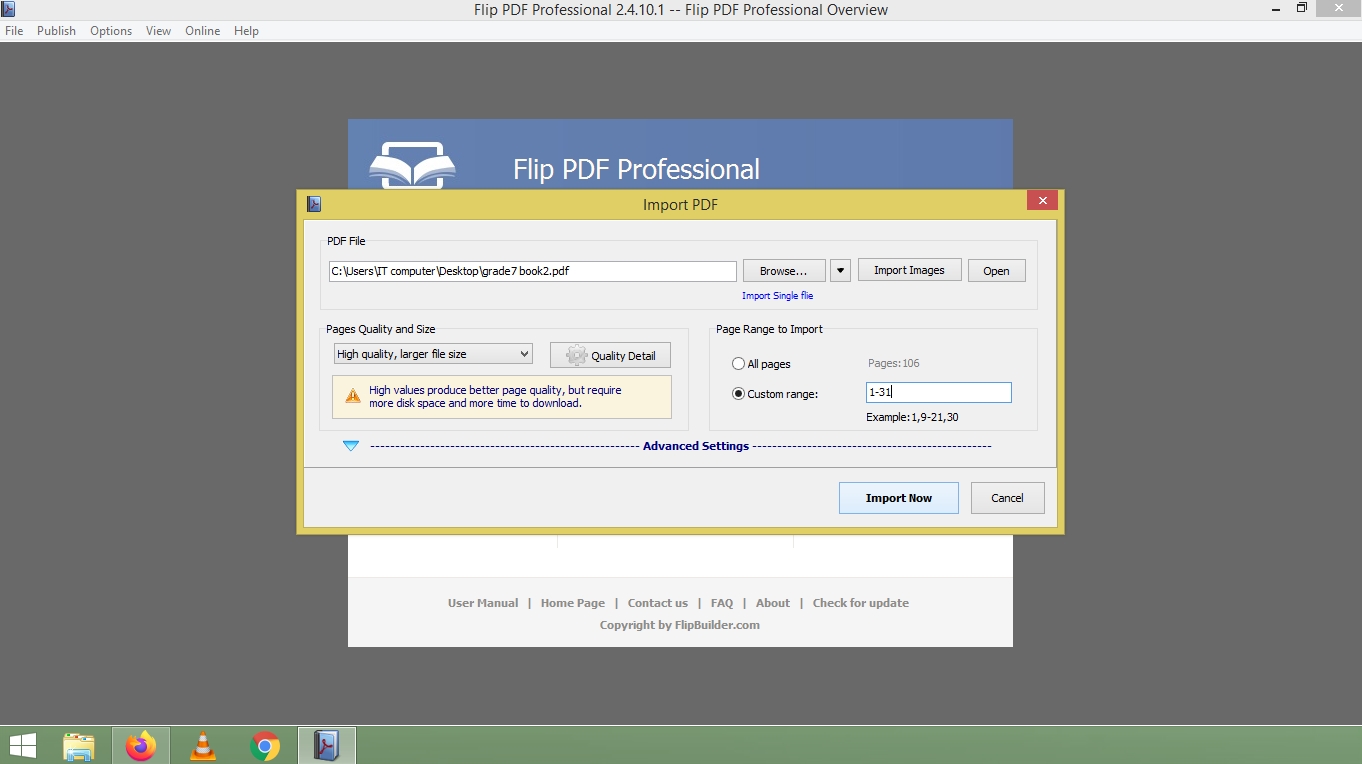 Flip PDF Professional 2.4.10.1 -- Flip PDF Professional Overview
File Publish Options View Online Help
Flip PDF Professional
Import PDF
PDF File
C:\Users\IT computer\Desktop\grade7 book2.pdf
Browse...
Import Images
Open
Import Single flie
Pages Quality and Size
High quality, larger file size
Quality Detail
High values produce better page quality, but require
more disk space and more time to download.
Page Range to Import
All pages
Pages:106
Custom range:
1-31
Example:1,9-21,30
Advanced Settings
Import Now
Cancel
User Manual | Home Page | Contact us | FAQ | About | Check for update
Copyright by FlipBuilder.com